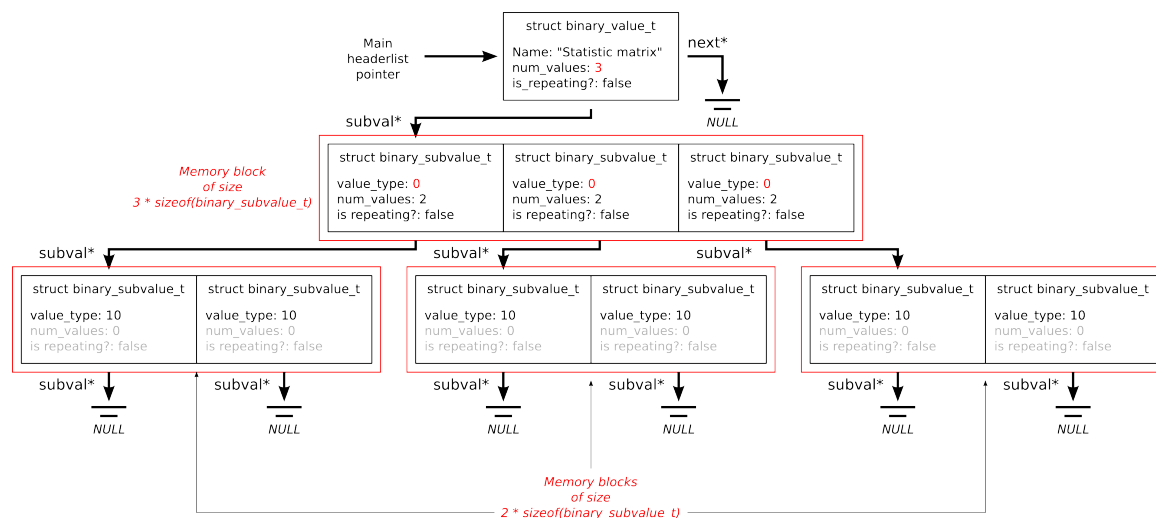 struct binary_value_t
Main
headerlist
pointer
Name: "Statistic matrix"
num_values: 3
is_repeating?: false
next*
NULL
subval*
Memory block
of size
3 * sizeof(binary_subvalue_t)
struct binary_subvalue_t
value_type: 0
num_values: 2
is repeating?: false
struct binary_subvalue_t
value_type: 0
num_values: 2
is repeating?: false
struct binary_subvalue_t
value_type: 0
num_values: 2
is repeating?: false
subval*
subval*
subval*
struct binary_subvalue_t
value_type: 10
num_values: 0
is repeating?: false
struct binary_subvalue_t
value_type: 10
num_values: 0
is repeating?: false
struct binary_subvalue_t
value_type: 10
num_values: 0
is repeating?: false
struct binary_subvalue_t
value_type: 10
num_values: 0
is repeating?: false
struct binary_subvalue_t
value_type: 10
num_values: 0
is repeating?: false
struct binary_subvalue_t
value_type: 10
num_values: 0
is repeating?: false
subval*
NULL
subval*
NULL
subval*
NULL
subval*
NULL
subval*
NULL
subval*
NULL
Memory blocks
of size
2 * sizeof(binary_subvalue_t)